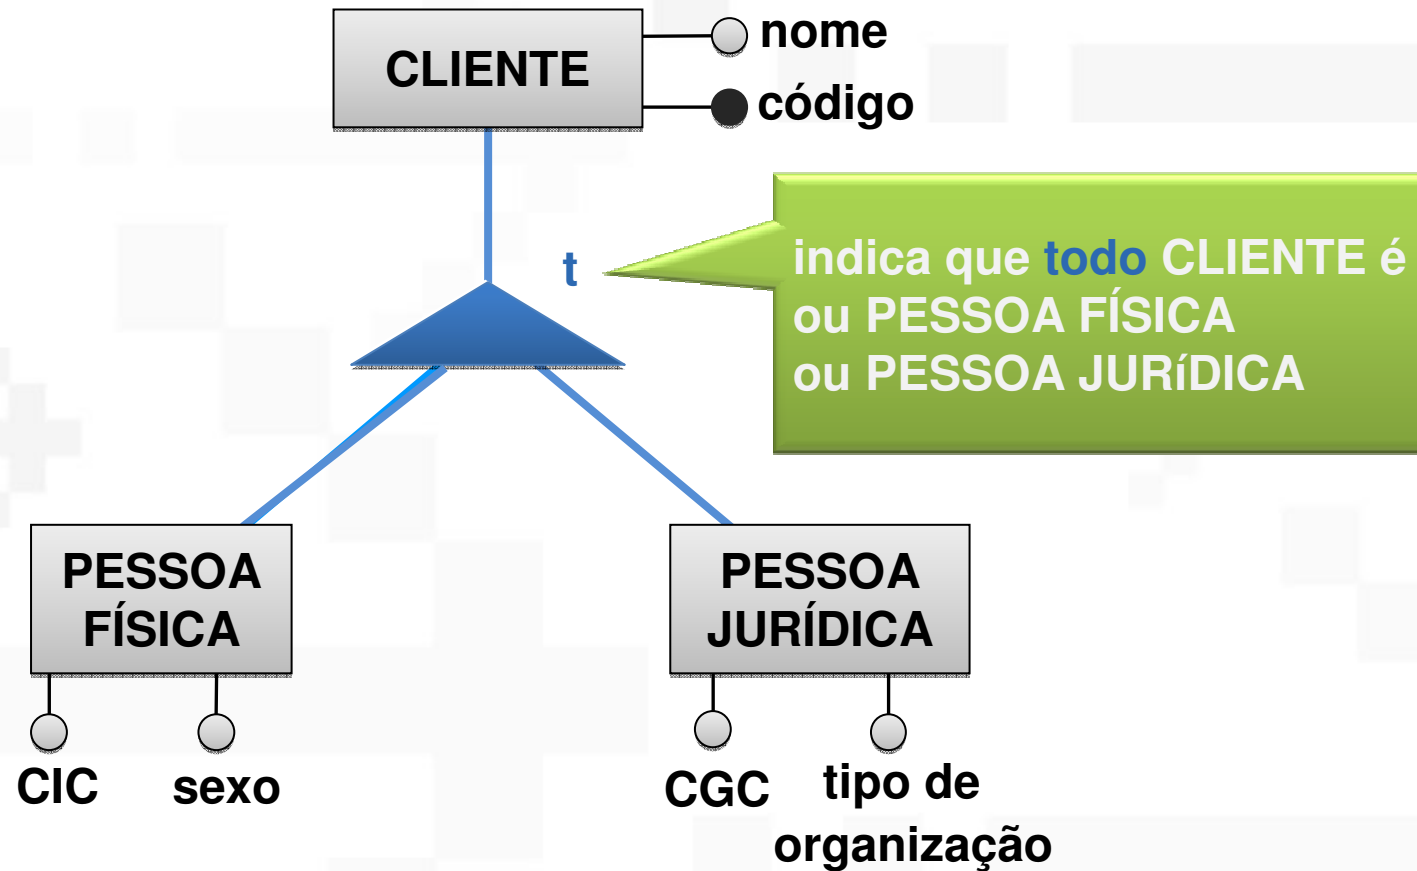 CLIENTE
nome
código
t
indica que todo CLIENTE é
ou PESSOA FÍSICA
ou PESSOA JURíDICA
PESSOA
FÍSICA
PESSOA
JURÍDICA
CIC
sexo
CGC
tipo de
organização